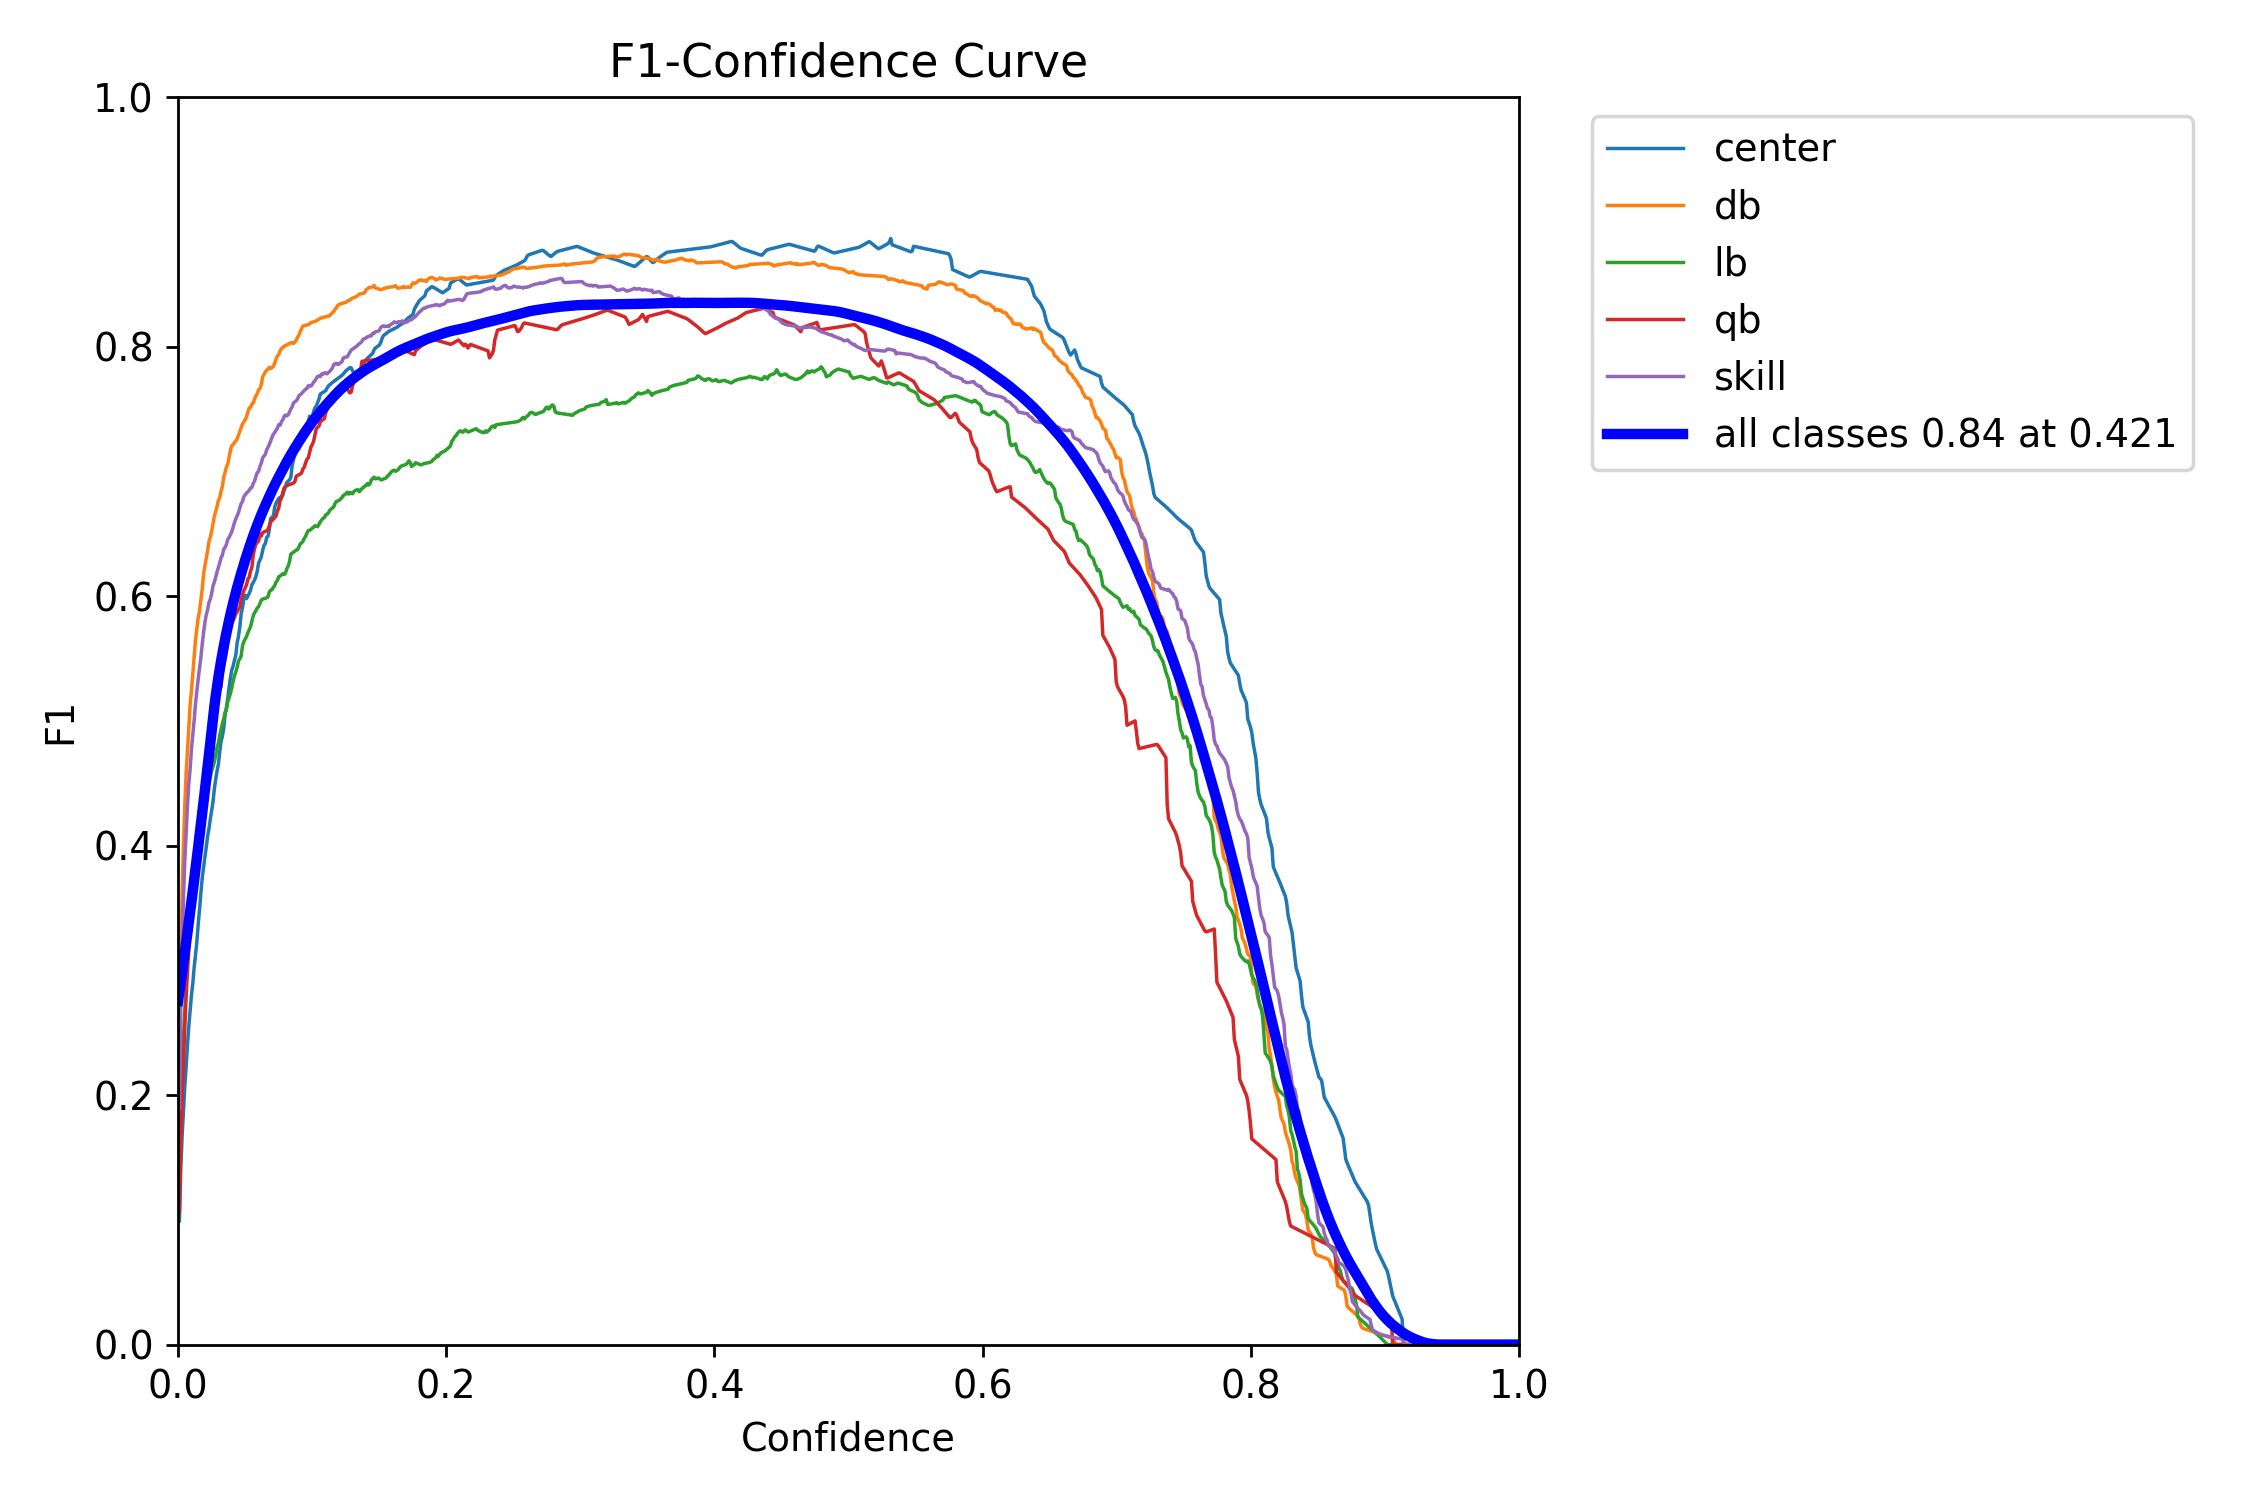 F1-Confidence Curve
1.0
0.8
0.6
0.4
0.2
0.0
F1
0.0 0.2 0.4 0.6 0.8 1.0
Confidence
center
db
lb
qb
skill
all classes 0.84 at 0.421